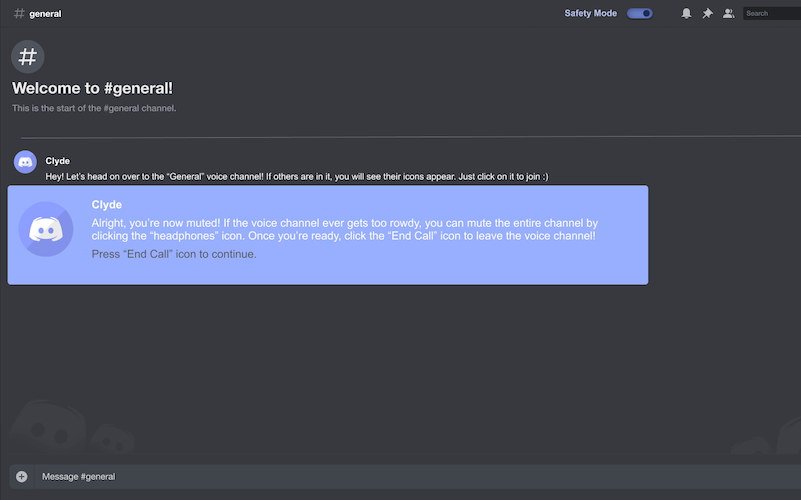 # general
Safety Mode
Search
#
Welcome to #general!
This is the start of the #general channel.
Clyde
Hey! Let’s head on over to the “General” voice channel! If others are in it, you will see their icons appear. Just click on it to join :)
Clyde
Alright, you’re now muted! If the voice channel ever gets too rowdy, you can mute the entire channel by
clicking the “headphones” icon. Once you’re ready, click the “End Call” icon to leave the voice channel!
Press “End Call” icon to continue.
Message #general